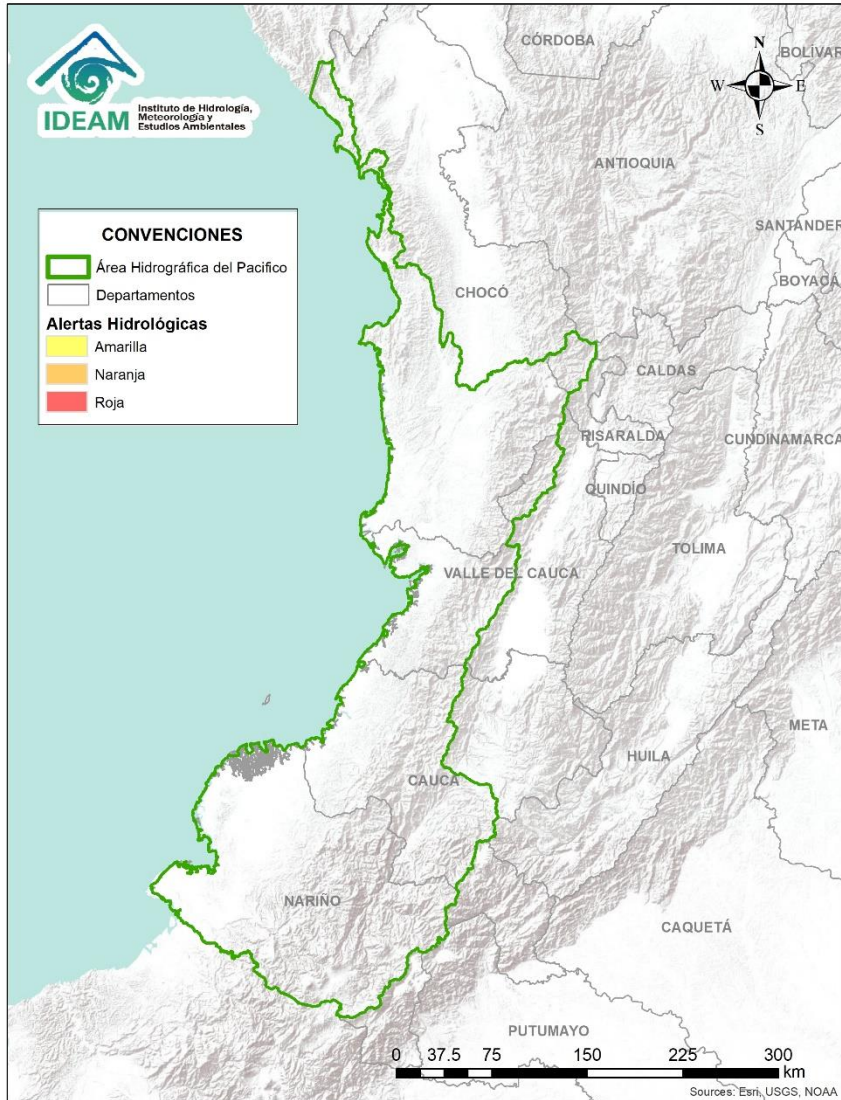 IDEAM
Instituto de Hidrología,
Meteorología y
Estudios Ambientales
CÓRDOBA
BOLÍVAR
N
W
E
S
ANTIOQUIA
SANTANDER
BOYACÁ
CONVENCIONES
Área Hidrográfica del Pacifico
Departamentos
Alertas Hidrológicas
Amarilla
Naranja
Roja
CHOCÓ
CALDAS
RISARALDA
CUNDINAMARCA
QUINDÍO
TOLIMA
VALLE DEL CAUCA
META
HUILA
CAUCA
NARIÑO
CAQUETÁ
PUTUMAYO
0 37.5 75 150 225 300
km
Sources: Esri, USGS, NOAA